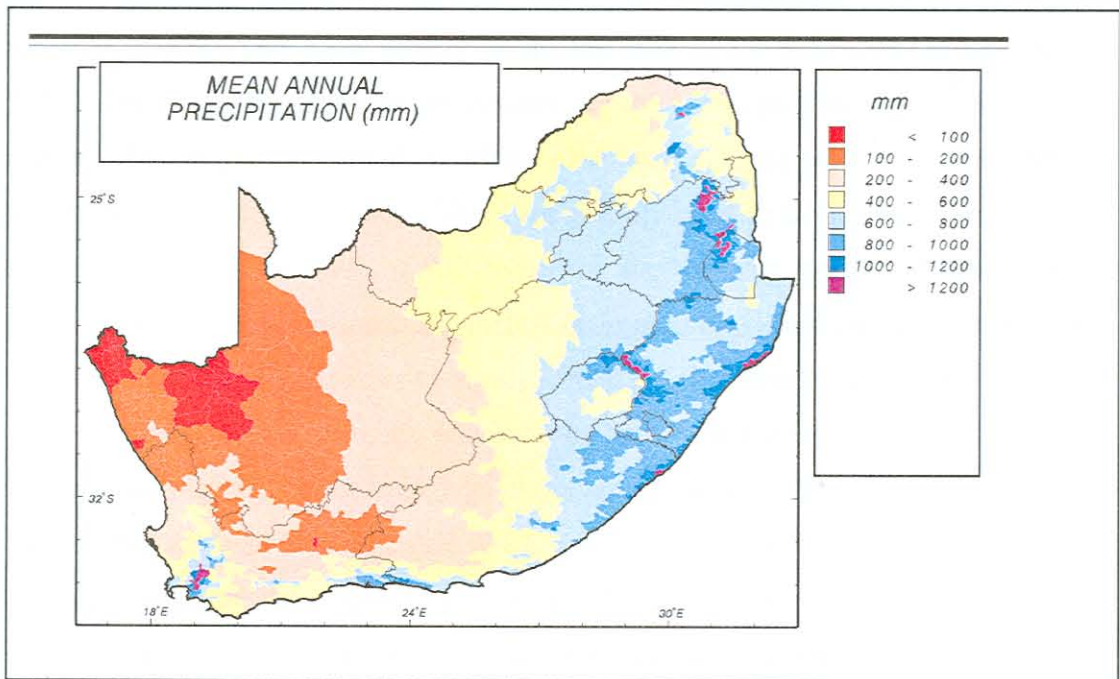 MEAN ANNUAL
PRECIPITATION (mm)
mm
< 100
100 - 200
200 - 400
400 - 600
600 - 800
800 - 1000
1000 - 1200
> 1200
25°S
32°S
18°E
24°E
30°E